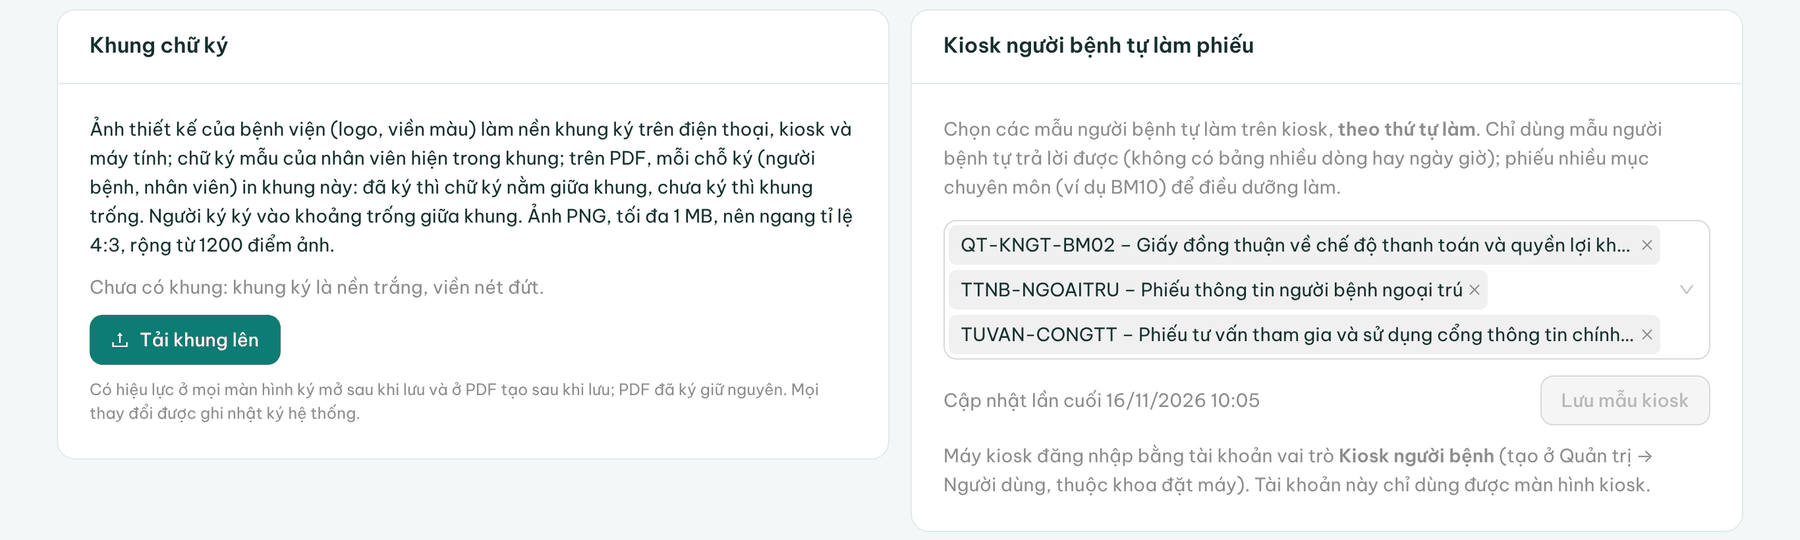 Khung chữ ký
Ảnh thiết kế của bệnh viện (logo, viền màu) làm nền khung ký trên điện thoại, kiosk và
máy tính; chữ ký mẫu của nhân viên hiện trong khung; trên PDF, mỗi chỗ ký (người
bệnh, nhân viên) in khung này: đã ký thì chữ ký nằm giữa khung, chưa ký thì khung
trống. Người ký ký vào khoảng trống giữa khung. Ảnh PNG, tối đa 1 MB, nên ngang tỉ lệ
4:3, rộng từ 1200 điểm ảnh.
Chưa có khung: khung ký là nền trắng, viền nét đứt.
Tải khung lên
Có hiệu lực ở mọi màn hình ký mở sau khi lưu và ở PDF tạo sau khi lưu; PDF đã ký giữ nguyên. Mọi
thay đổi được ghi nhật ký hệ thống.
Kiosk người bệnh tự làm phiếu
Chọn các mẫu người bệnh tự làm trên kiosk, theo thứ tự làm. Chỉ dùng mẫu người
bệnh tự trả lời được (không có bảng nhiều dòng hay ngày giờ); phiếu nhiều mục
chuyên môn (ví dụ BM10) để điều dưỡng làm.
QT-KNGT-BM02 – Giấy đồng thuận về chế độ thanh toán và quyền lợi kh...
TTNB-NGOAITRU – Phiếu thông tin người bệnh ngoại trú
TUVAN-CONGTT – Phiếu tư vấn tham gia và sử dụng cổng thông tin chính...
Cập nhật lần cuối 16/11/2026 10:05
Lưu mẫu kiosk
Máy kiosk đăng nhập bằng tài khoản vai trò Kiosk người bệnh (tạo ở Quản trị →
Người dùng, thuộc khoa đặt máy). Tài khoản này chỉ dùng được màn hình kiosk.